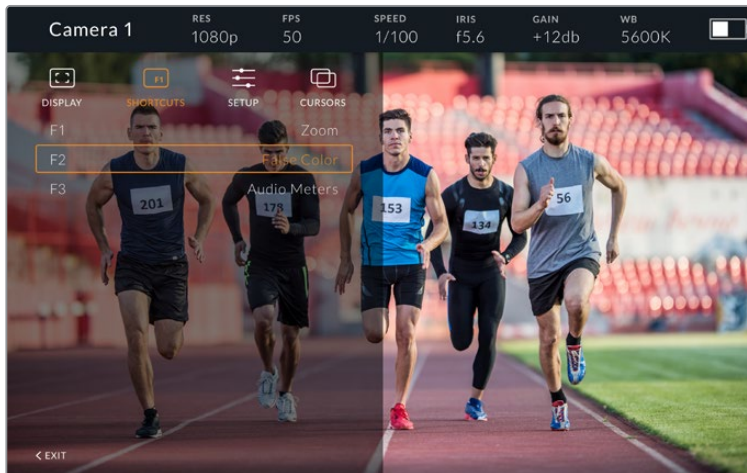 Camera 1
RES FPS SPEED IRIS GAIN WB
1080p 50 1/100 f5.6 +12db 5600K
F1
DISPLAY SHORTCUTS SETUP CURSORS
F1 Zoom
F2 False Color
F3 Audio Meters
201
178
153
134
56
< EXIT